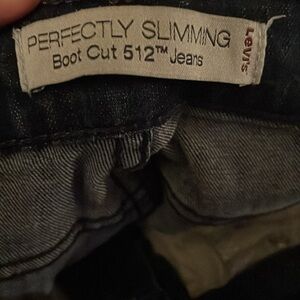 PERFECTLY SLIMMING
Boot Cut 512™ Jeans
Levi's